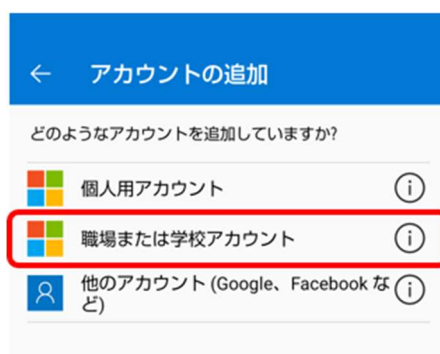 アカウントの追加
どのようなアカウントを追加していますか?
個人用アカウント
職場または学校アカウント
他のアカウント (Google、Facebook な
ど)